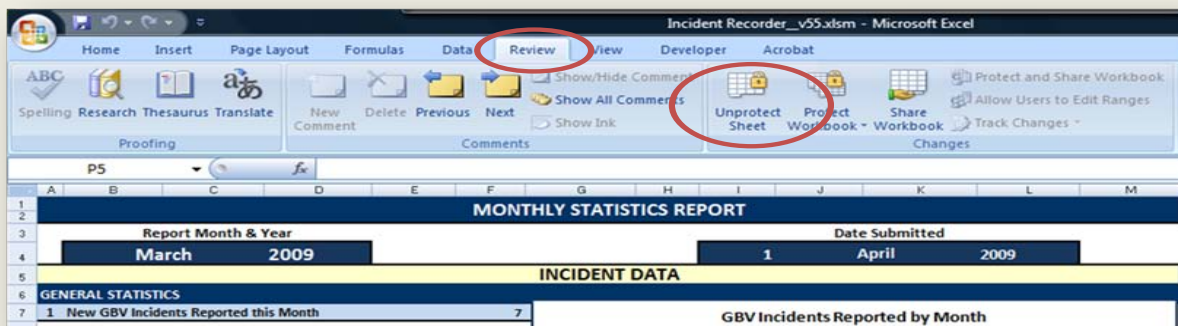 Incident Recorder_v55.xlsm - Microsoft Excel
Home Insert Page Layout Formulas Data Review View Developer Acrobat
ABC
Spelling Research Thesaurus Translate
New Comment Delete Previous Next
Show/Hide Comment
Show All Comments
Show Ink
Unprotect Sheet Protect Workbook Share Workbook
Protect and Share Workbook
Allow Users to Edit Ranges
Track Changes
Proofing Comments Changes
P5 fx
A B C D E F G H I J K L M
1
2 MONTHLY STATISTICS REPORT
3 Report Month & Year Date Submitted
4 March 2009 1 April 2009
5 INCIDENT DATA
6 GENERAL STATISTICS
7 1 New GBV Incidents Reported this Month 7 GBV Incidents Reported by Month